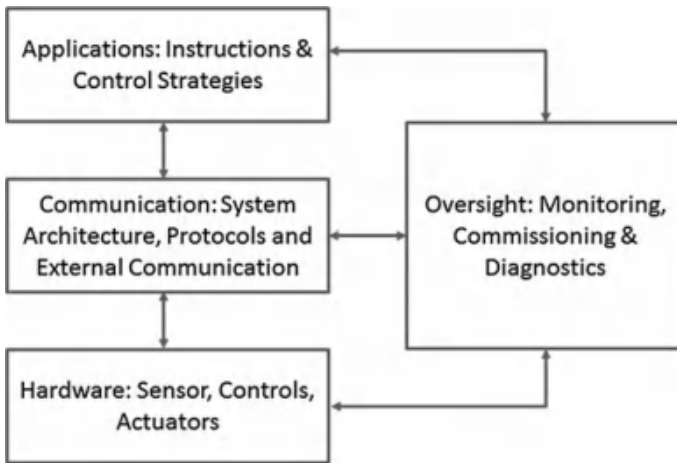 Applications: Instructions &
Control Strategies
Communication: System
Architecture, Protocols and
External Communication
Oversight: Monitoring,
Commissioning &
Diagnostics
Hardware: Sensor, Controls,
Actuators